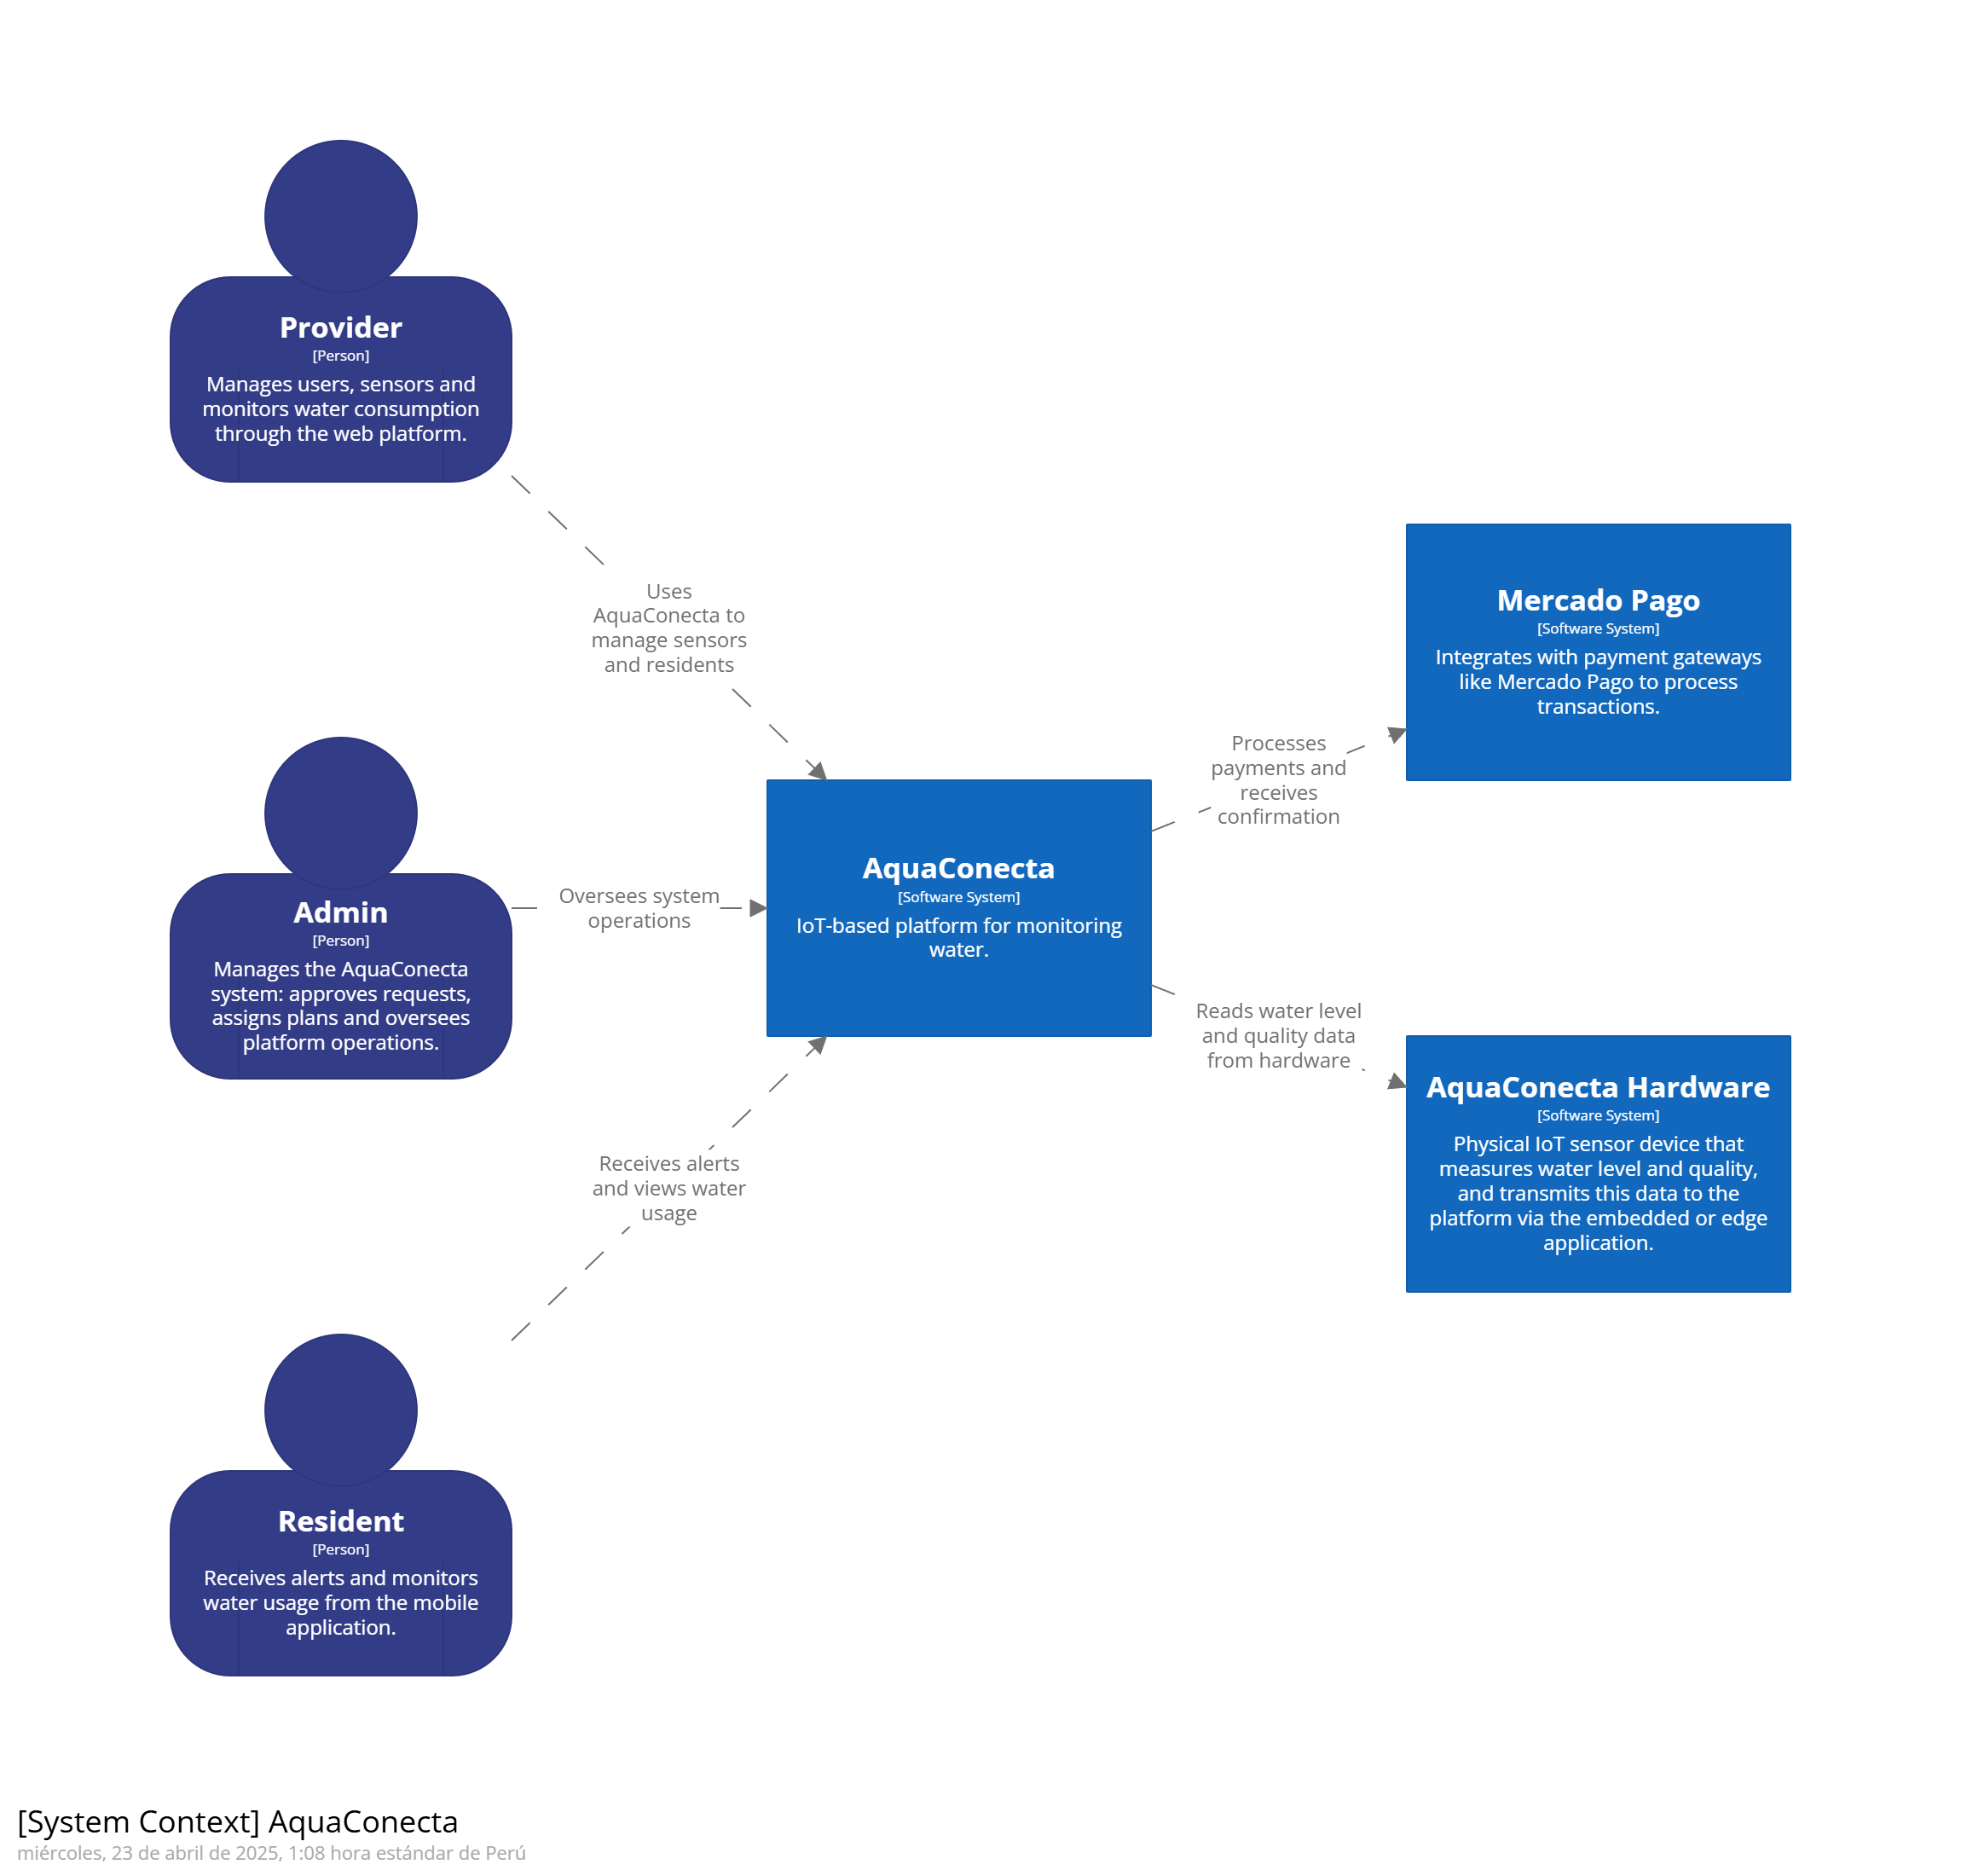 Provider
[Person]
Manages users, sensors and
monitors water consumption
through the web platform.
Uses
AquaConecta to
manage sensors
and residents
Mercado Pago
[Software System]
Integrates with payment gateways
like Mercado Pago to process
transactions.
Processes
payments and
receives
confirmation
Admin
[Person]
Manages the AquaConecta
system: approves requests,
assigns plans and oversees
platform operations.
Oversees system
operations
AquaConecta
[Software System]
IoT-based platform for monitoring
water.
Reads water level
and quality data
from hardware
AquaConecta Hardware
[Software System]
Physical IoT sensor device that
measures water level and quality,
and transmits this data to the
platform via the embedded or edge
application.
Receives alerts
and views water
usage
Resident
[Person]
Receives alerts and monitors
water usage from the mobile
application.
[System Context] AquaConecta
miércoles, 23 de abril de 2025, 1:08 hora estándar de Perú